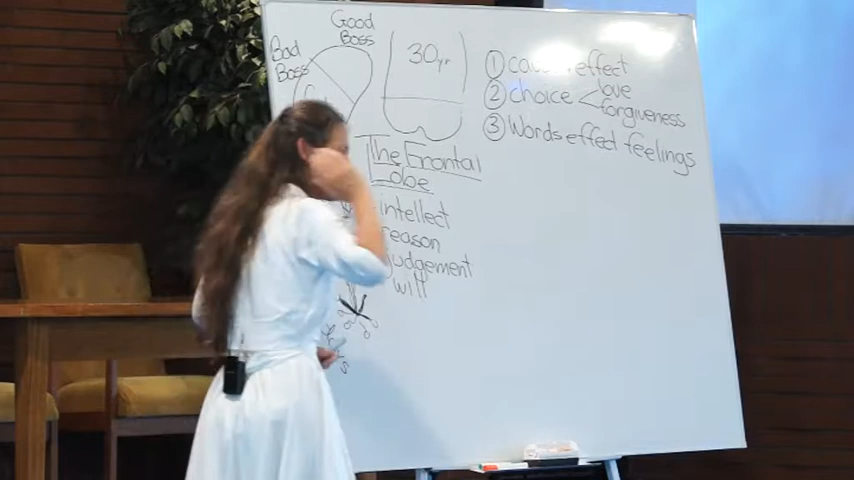 Good
Boss
Bad
Boss
30yr
① effect
② choice < love
forgiveness
③ Words effect feelings
The Frontal
Lobe
intellect
reason
judgement
will